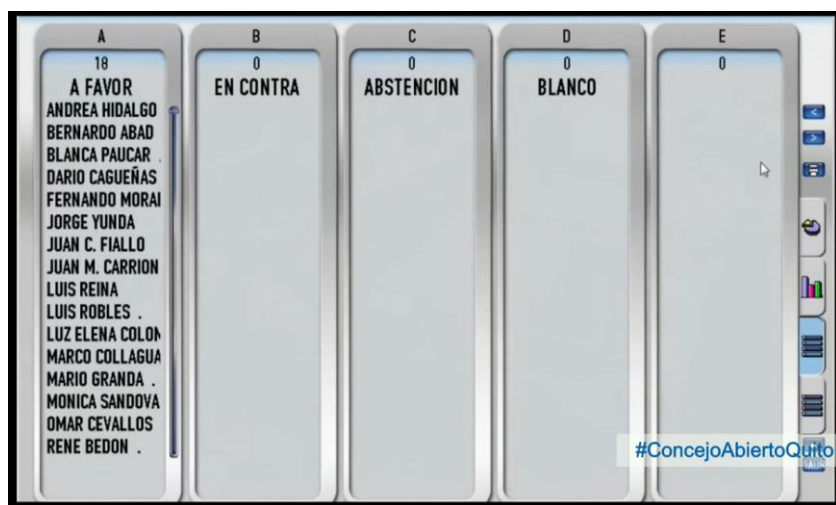 A
18
A FAVOR
ANDREA HIDALGO
BERNARDO ABAD
BLANCA PAUCAR .
DARIO CAGUEÑAS
FERNANDO MORAI
JORGE YUNDA
JUAN C. FIALLO
JUAN M. CARRION
LUIS REINA
LUIS ROBLES .
LUZ ELENA COLON
MARCO COLLAGUA
MARIO GRANDA .
MONICA SANDOVA
OMAR CEVALLOS
RENE BEDON .
B
0
EN CONTRA
C
0
ABSTENCION
D
0
BLANCO
E
0
#ConcejoAbiertoQuito